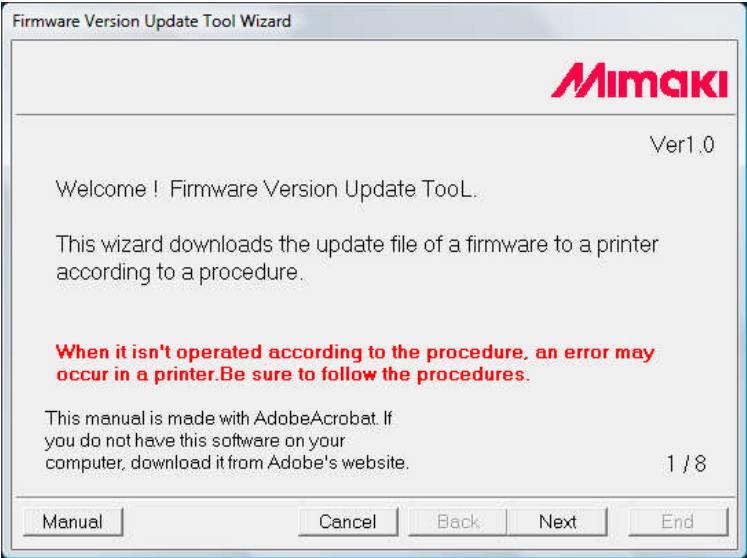 Firmware Version Update Tool Wizard
Mimaki
Ver1.0
Welcome ! Firmware Version Update TooL.
This wizard downloads the update file of a firmware to a printer
according to a procedure.
When it isn't operated according to the procedure, an error may
occur in a printer.Be sure to follow the procedures.
This manual is made with AdobeAcrobat. If
you do not have this software on your
computer, download it from Adobe's website.
1 / 8
Manual Cancel Back Next End